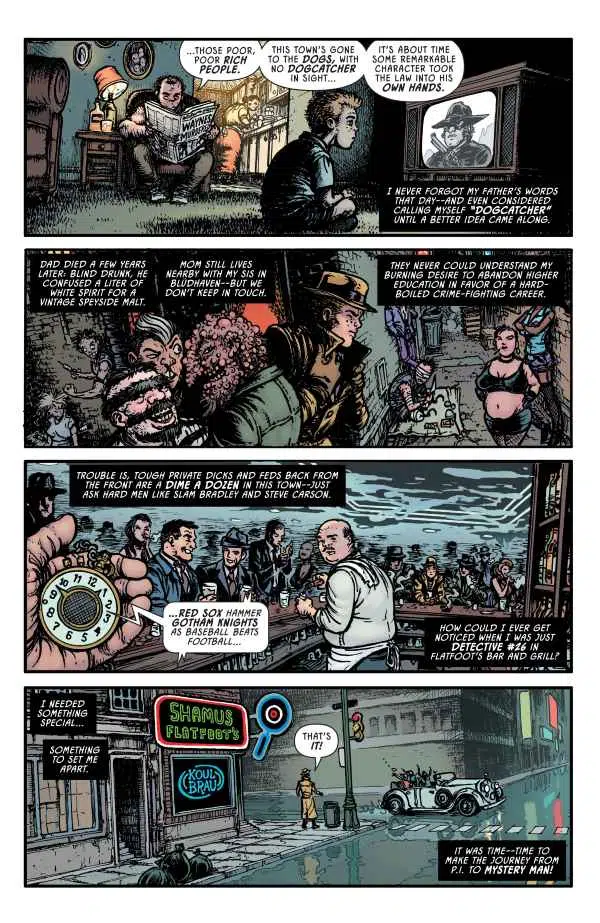 ...THOSE POOR,
POOR RICH
PEOPLE.
THIS TOWN'S GONE
TO THE DOGS, WITH
NO DOGCATCHER
IN SIGHT...
IT'S ABOUT TIME
SOME REMARKABLE
CHARACTER TOOK
THE LAW INTO HIS
OWN HANDS.
WAYNES
I NEVER FORGOT MY FATHER'S WORDS
THAT DAY--AND EVEN CONSIDERED
CALLING MYSELF "DOGCATCHER"
UNTIL A BETTER IDEA CAME ALONG.
DAD DIED A FEW YEARS
LATER: BLIND DRUNK, HE
CONFUSED A LITER OF
WHITE SPIRIT FOR A
VINTAGE SPEYSIDE MALT.
MOM STILL LIVES
NEARBY WITH MY SIS IN
BLÜDHAVEN--BUT WE
DON'T KEEP IN TOUCH.
THEY NEVER COULD UNDERSTAND MY
BURNING DESIRE TO ABANDON HIGHER
EDUCATION IN FAVOR OF A HARD-
BOILED CRIME-FIGHTING CAREER.
TROUBLE IS, TOUGH PRIVATE DICKS AND FEDS BACK FROM
THE FRONT ARE A DIME A DOZEN IN THIS TOWN--JUST
ASK HARD MEN LIKE SLAM BRADLEY AND STEVE CARSON.
...RED SOX HAMMER
GOTHAM KNIGHTS
AS BASEBALL BEATS
FOOTBALL...
HOW COULD I EVER GET
NOTICED WHEN I WAS JUST
DETECTIVE #26 IN
FLATFOOT'S BAR AND GRILL?
I NEEDED
SOMETHING
SPECIAL...
SOMETHING
TO SET ME
APART.
SHAMUS
FLATFOOT'S
KOUL
BRAU
THAT'S
IT!
IT WAS TIME--TIME TO
MAKE THE JOURNEY FROM
P.I. TO MYSTERY MAN!